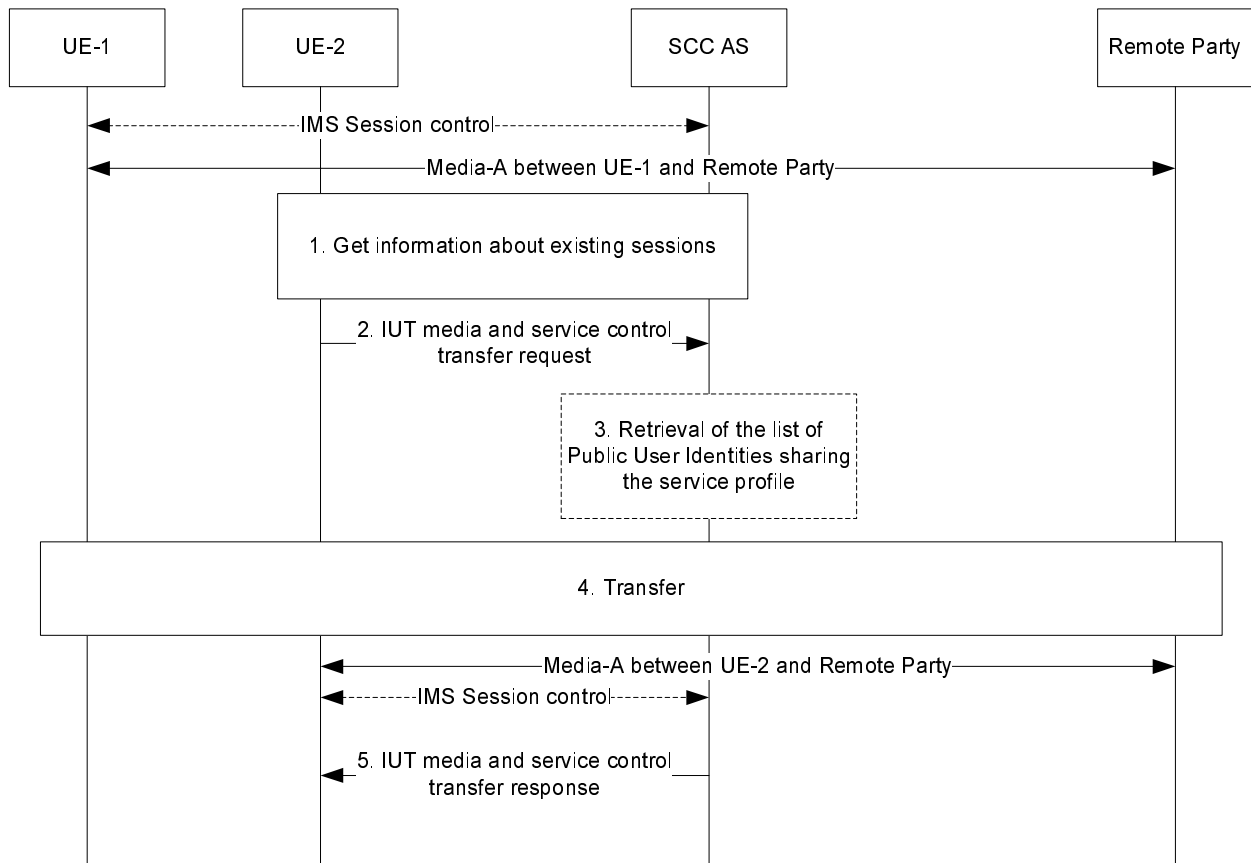 UE-1
UE-2
SCC AS
Remote Party
IMS Session control
Media-A between UE-1 and Remote Party
1. Get information about existing sessions
2. IUT media and service control
transfer request
3. Retrieval of the list of
Public User Identities sharing
the service profile
4. Transfer
Media-A between UE-2 and Remote Party
IMS Session control
5. IUT media and service control
transfer response